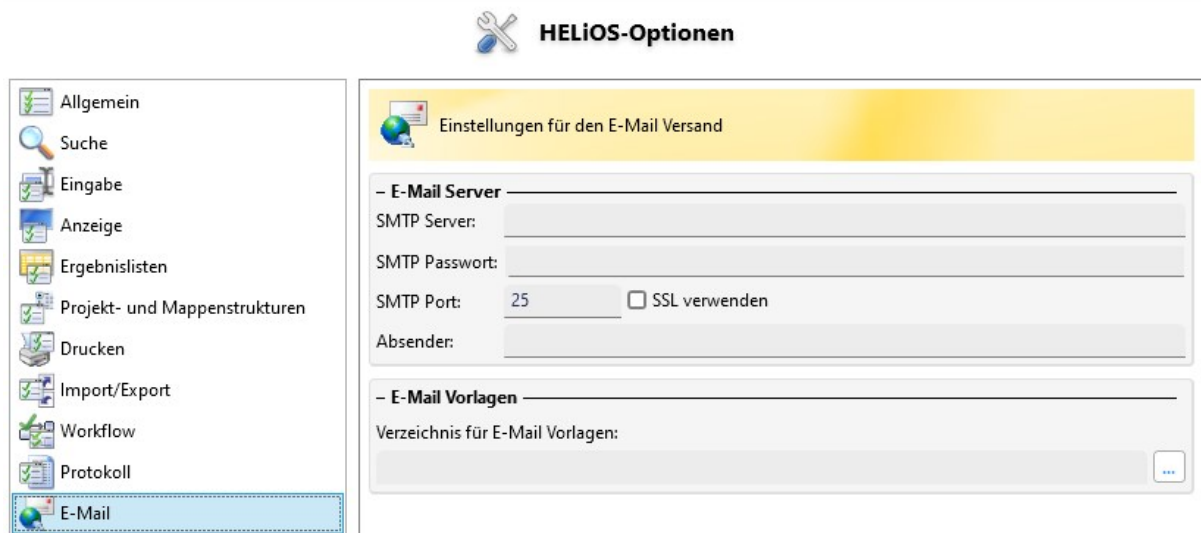 HELiOS-Optionen
Allgemein
Suche
Eingabe
Anzeige
Ergebnislisten
Projekt- und Mappenstrukturen
Drucken
Import/Export
Workflow
Protokoll
E-Mail
Einstellungen für den E-Mail Versand
– E-Mail Server
SMTP Server:
SMTP Passwort:
SMTP Port: 25 SSL verwenden
Absender:
– E-Mail Vorlagen
Verzeichnis für E-Mail Vorlagen:
...